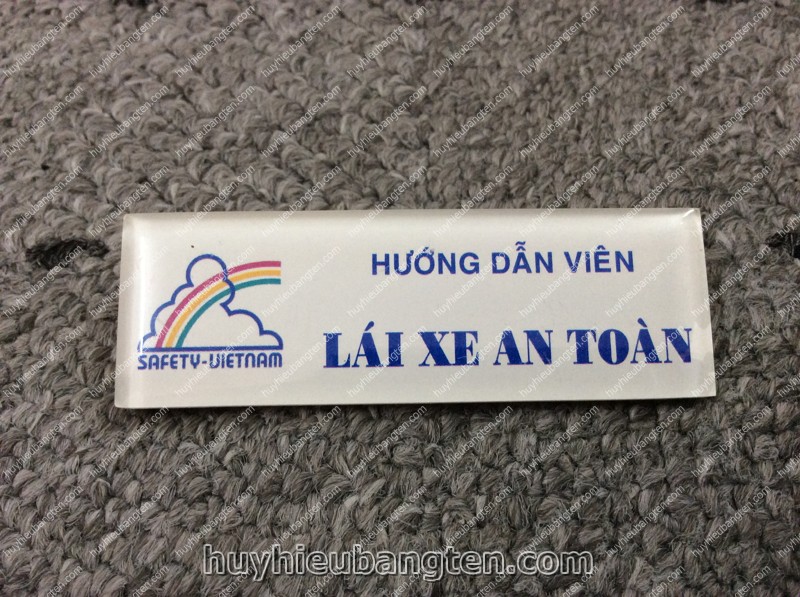 HƯỚNG DẪN VIÊN
LÁI XE AN TOÀN
SAFETY-VIETNAM
huyhieubangten.com